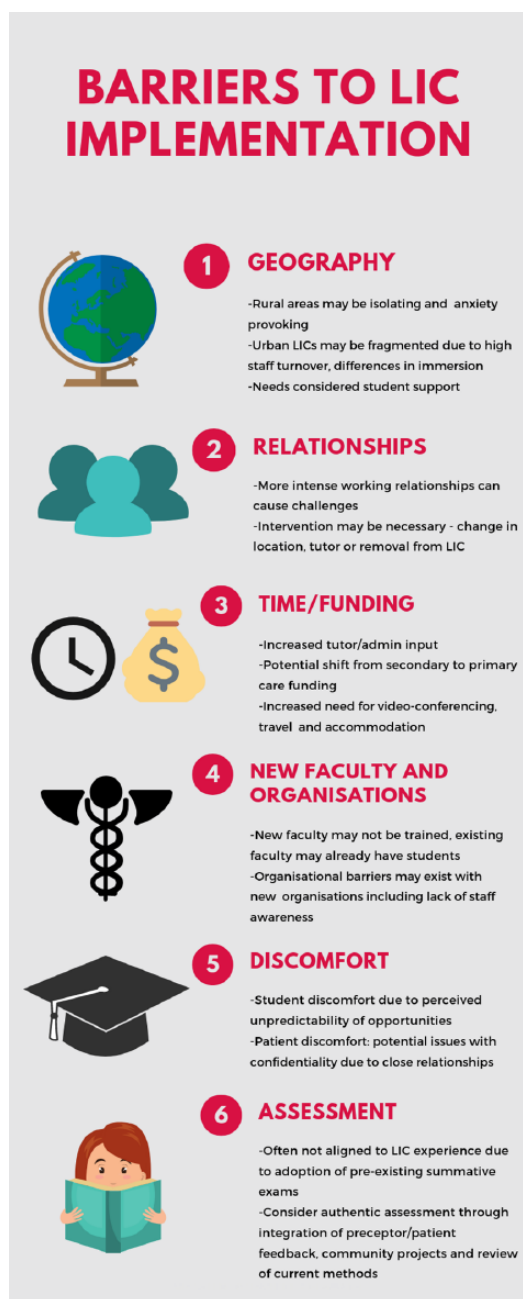 BARRIERS TO LIC
IMPLEMENTATION
1 GEOGRAPHY
-Rural areas may be isolating and anxiety
provoking
-Urban LICs may be fragmented due to high
staff turnover, differences in immersion
-Needs considered student support
2 RELATIONSHIPS
-More intense working relationships can
cause challenges
-Intervention may be necessary - change in
location, tutor or removal from LIC
3 TIME/FUNDING
$
-Increased tutor/admin input
-Potential shift from secondary to primary
care funding
-Increased need for video-conferencing,
travel and accommodation
4 NEW FACULTY AND
ORGANISATIONS
-New faculty may not be trained, existing
faculty may already have students
-Organisational barriers may exist with
new organisations including lack of staff
awareness
5 DISCOMFORT
-Student discomfort due to perceived
unpredictability of opportunities
-Patient discomfort: potential issues with
confidentiality due to close relationships
6 ASSESSMENT
-Often not aligned to LIC experience due
to adoption of pre-existing summative
exams
-Consider authentic assessment through
integration of preceptor/patient
feedback, community projects and review
of current methods